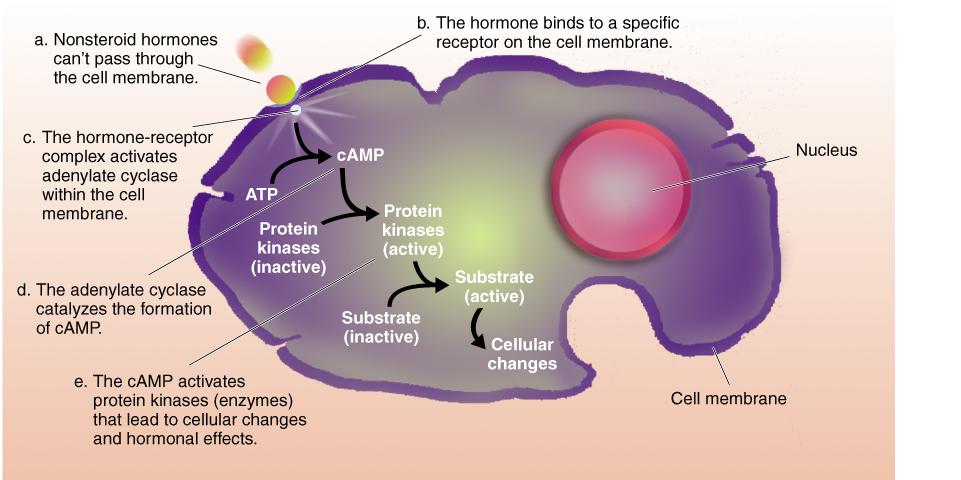 a. Nonsteroid hormones
can't pass through
the cell membrane.
b. The hormone binds to a specific
receptor on the cell membrane.
c. The hormone-receptor
complex activates
adenylate cyclase
within the cell
membrane.
cAMP
ATP
Nucleus
Protein
kinases
(inactive)
Protein
kinases
(active)
d. The adenylate cyclase
catalyzes the formation
of cAMP.
Substrate
(active)
Substrate
(inactive)
Cellular
changes
e. The cAMP activates
protein kinases (enzymes)
that lead to cellular changes
and hormonal effects.
Cell membrane